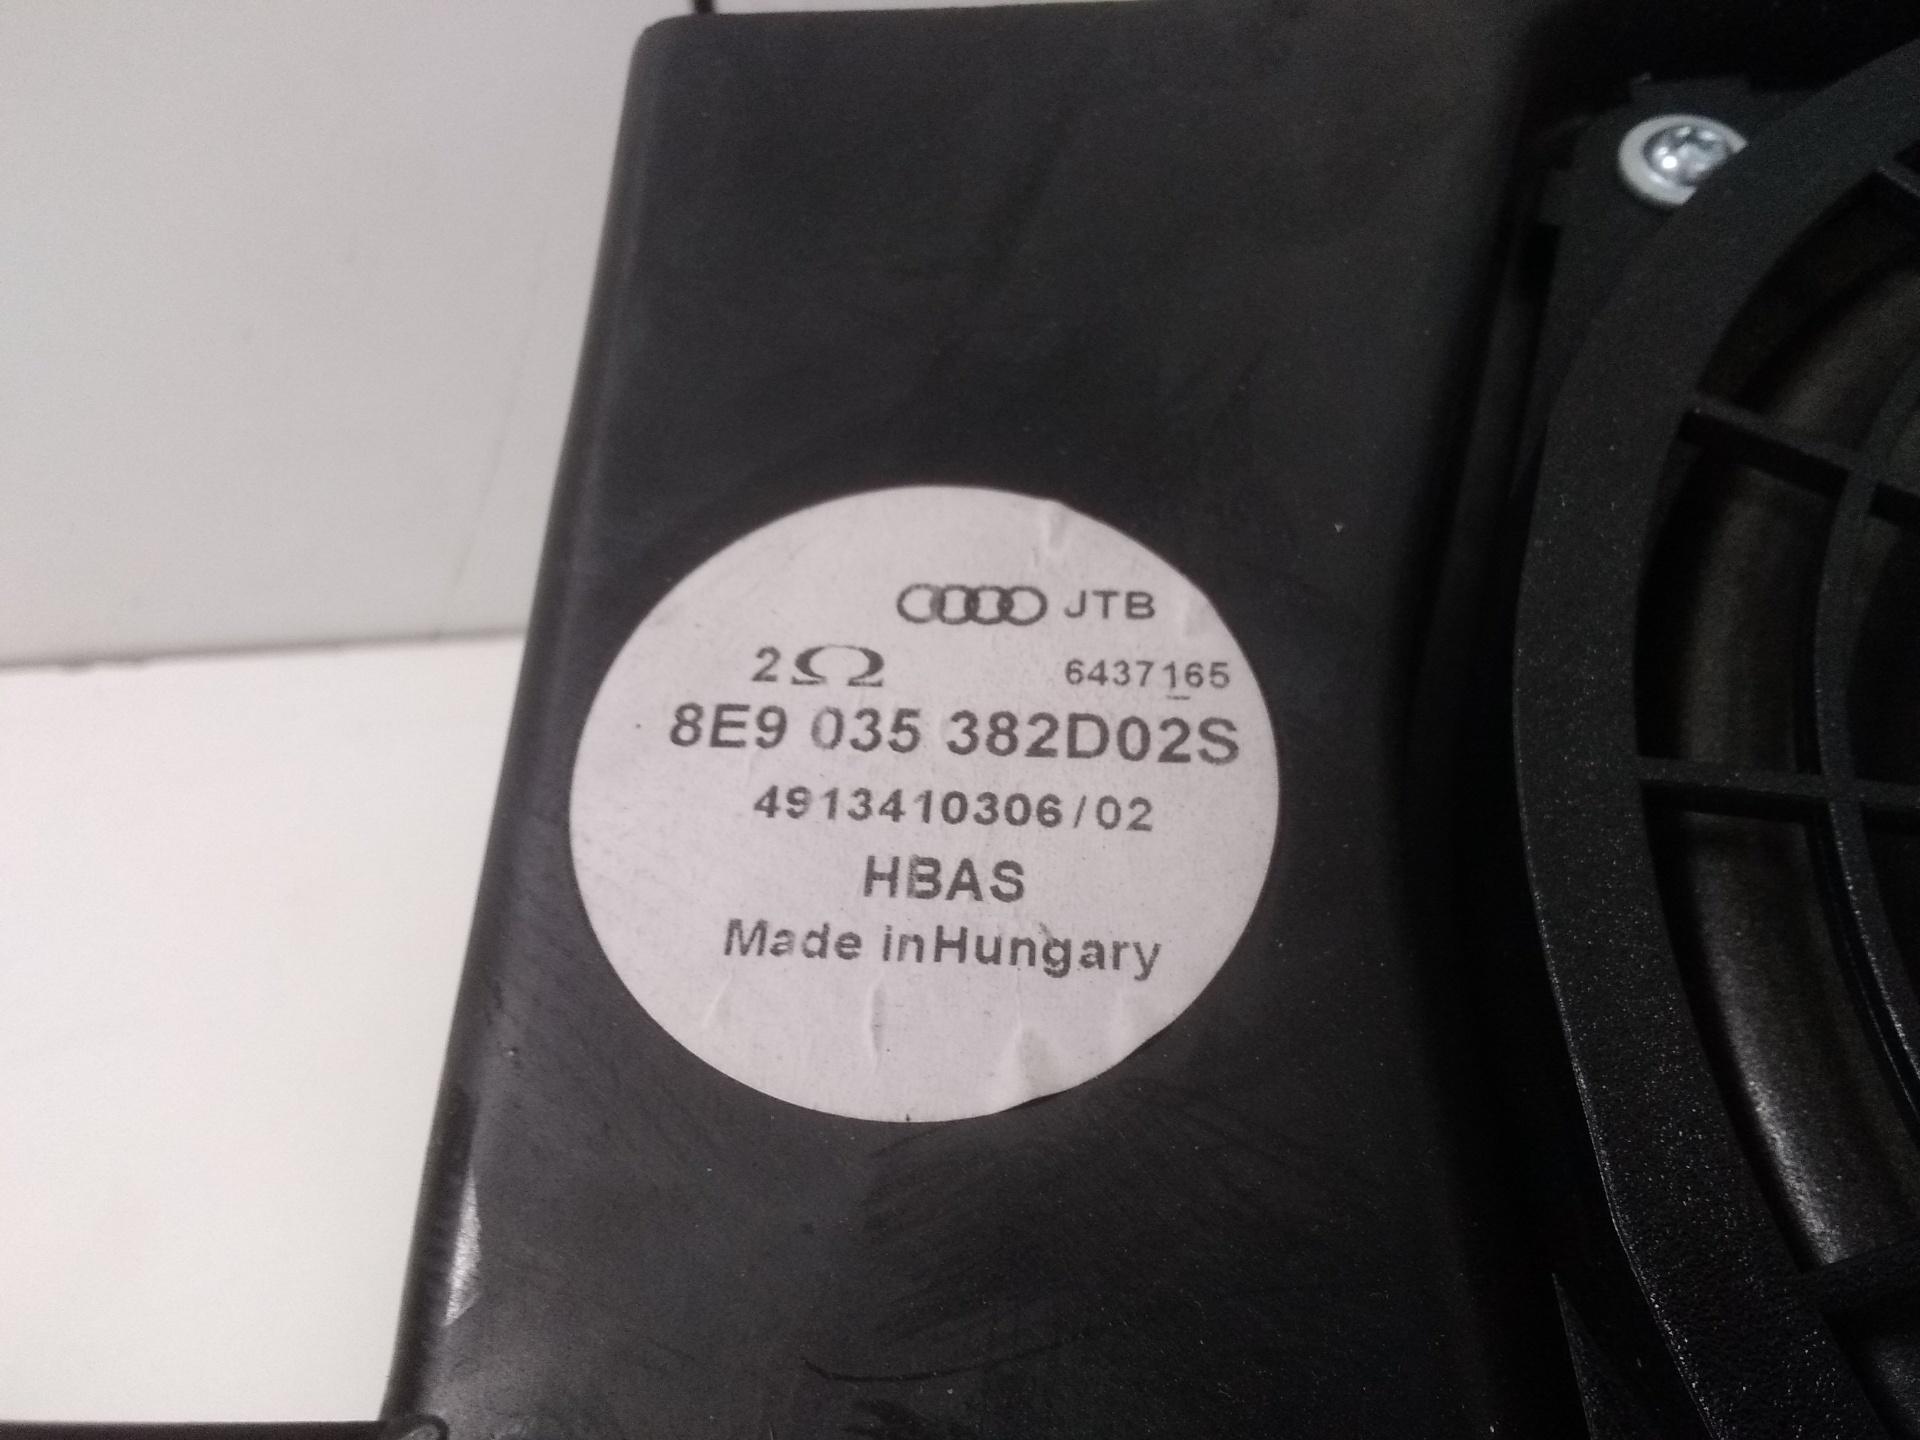 JTB
2Ω 6437165
8E9 035 382D02S
4913410306/02
HBAS
Made inHungary